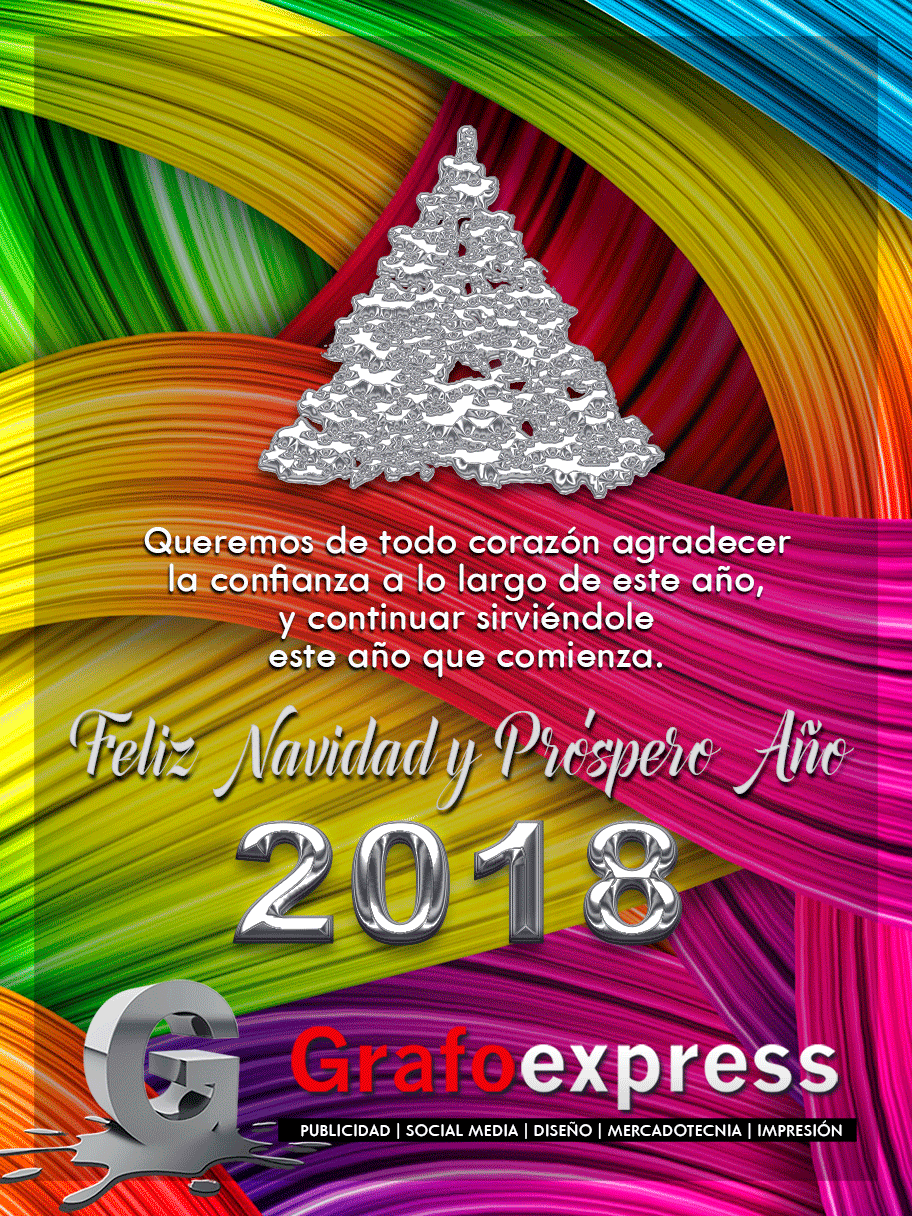 Queremos de todo corazón agradecer
la confianza a lo largo de este año,
y continuar sirviéndole
este año que comienza.
Feliz Navidad y Próspero Año
2018
G
Grafoexpress
PUBLICIDAD | SOCIAL MEDIA | DISEÑO | MERCADOTECNIA | IMPRESIÓN